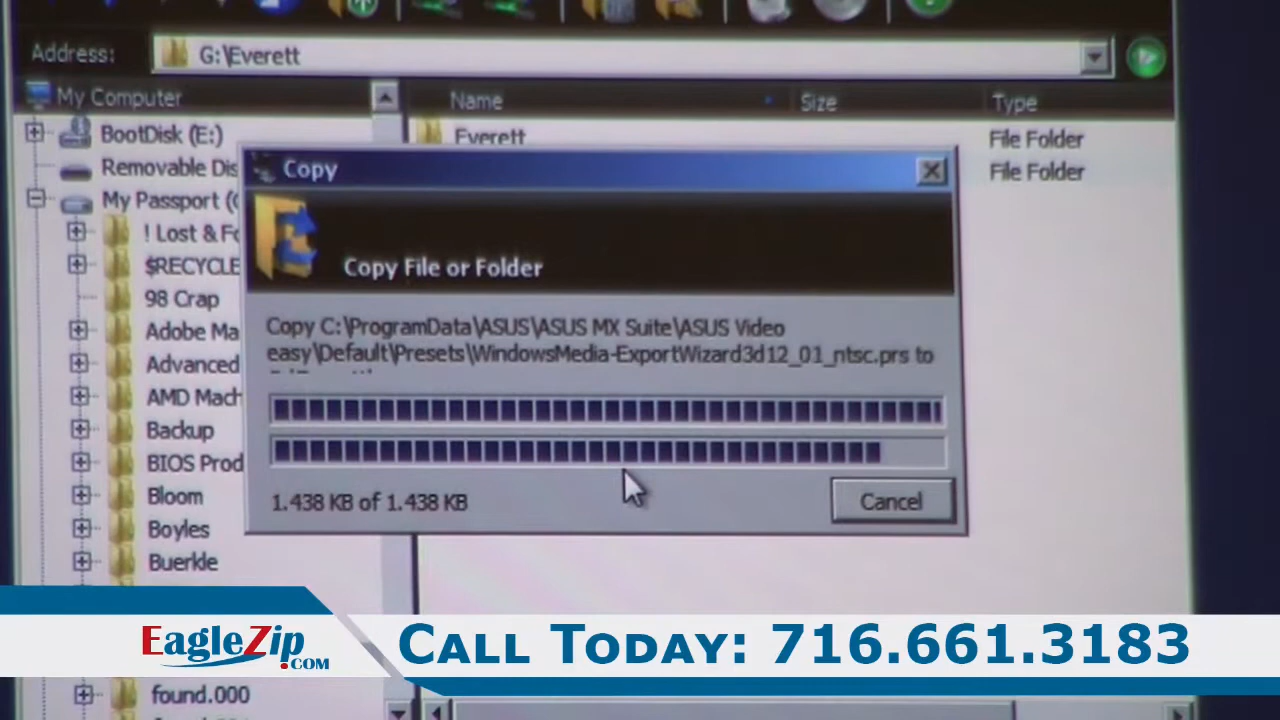 Address:
G:\Everett
My Computer
Name
Size
Type
BootDisk (E:)
Everett
File Folder
Removable Dis
Copy
File Folder
My Passport (
! Lost & Fo
$RECYCLE
Copy File or Folder
98 Crap
Adobe Ma
Copy C:\ProgramData\ASUS\ASUS MX Suite\ASUS Video
easy\Default\Presets\WindowsMedia-ExportWizard3d12_01_ntsc.prs to
Advanced
AMD Mach
Backup
BIOS Prod
Bloom
1.438 KB of 1.438 KB
Cancel
Boyles
Buerkle
EagleZip.com
Call Today: 716.661.3183
found.000